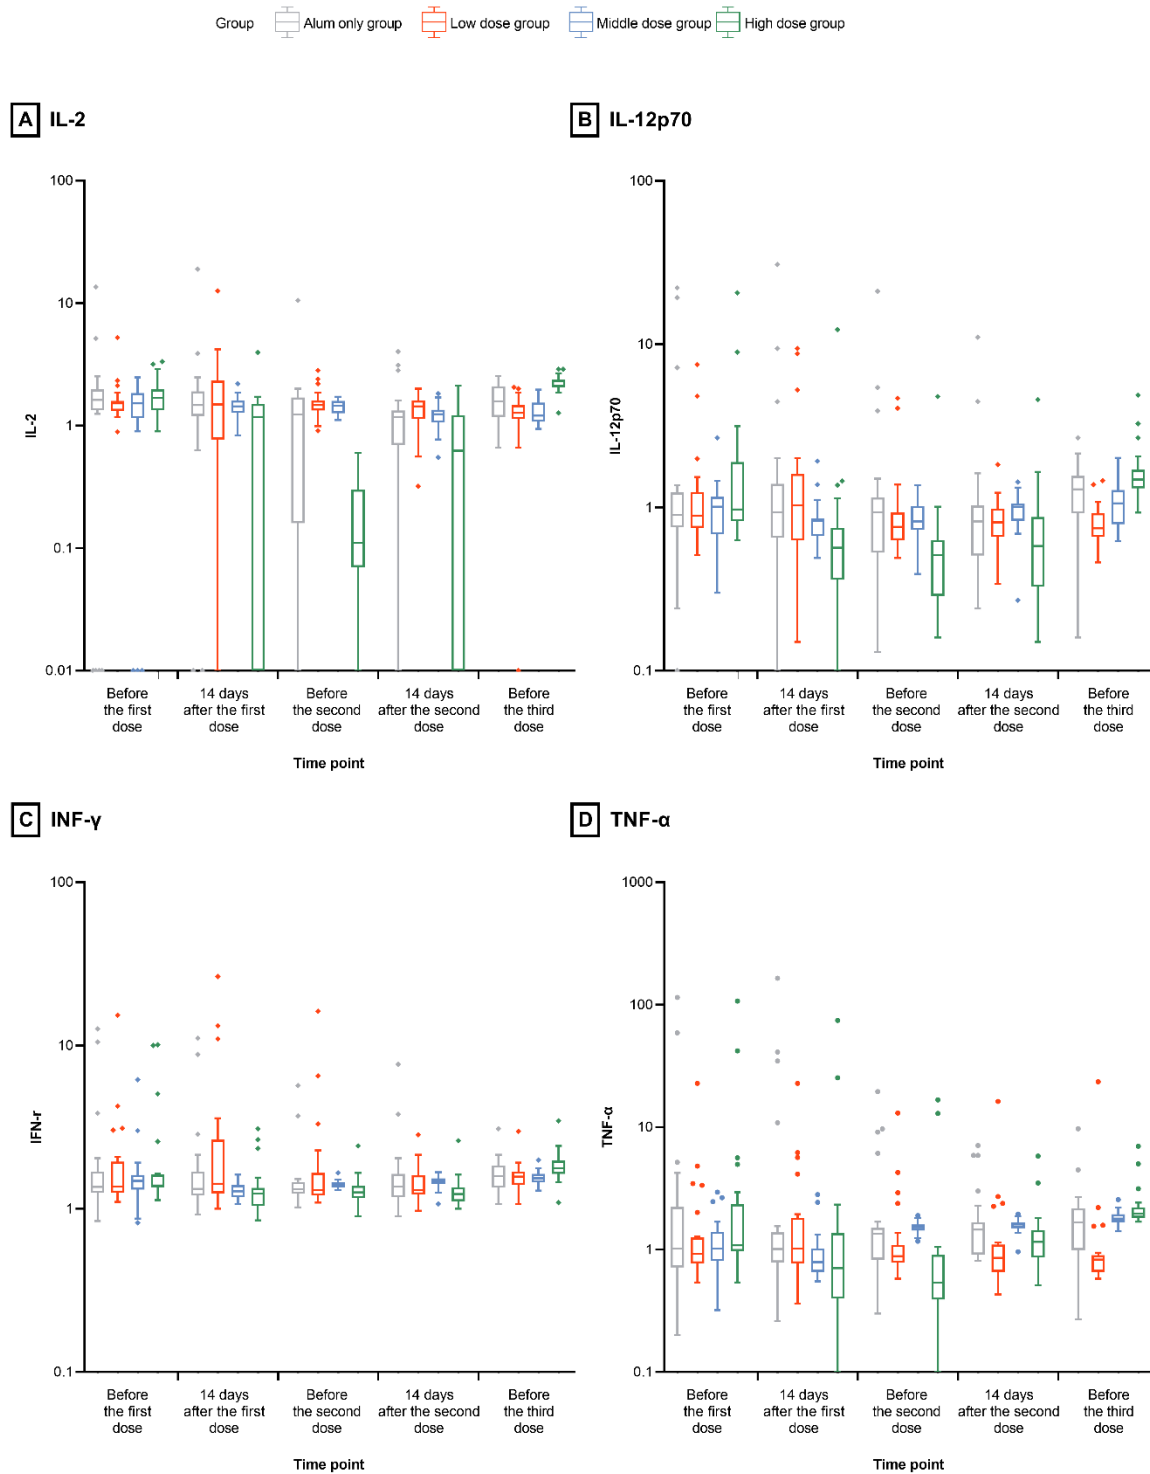 Group Alum only group Low dose group Middle dose group High dose group
A IL-2
100
10
1
0.1
0.01
IL-2
Before the first dose
14 days after the first dose
Before the second dose
14 days after the second dose
Before the third dose
Time point
B IL-12p70
100
10
1
0.1
IL-12p70
Before the first dose
14 days after the first dose
Before the second dose
14 days after the second dose
Before the third dose
Time point
C INF-γ
100
10
1
0.1
IFN-r
Before the first dose
14 days after the first dose
Before the second dose
14 days after the second dose
Before the third dose
Time point
D TNF-α
1000
100
10
1
0.1
TNF-α
Before the first dose
14 days after the first dose
Before the second dose
14 days after the second dose
Before the third dose
Time point